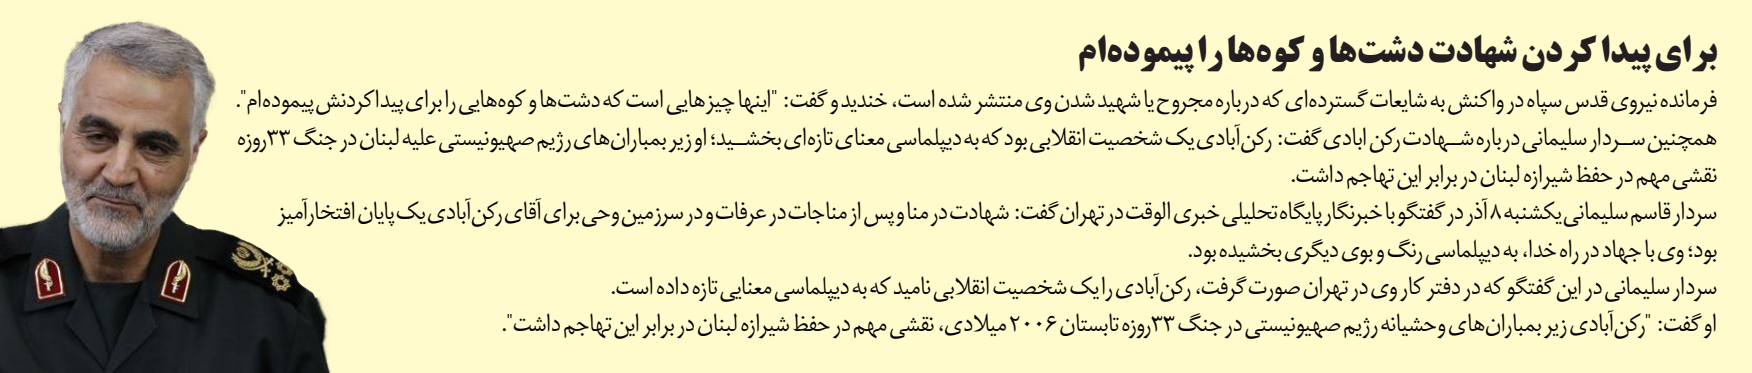 برای پیدا کردن شهادت دشت‌ها و کوه‌ها را پیموده‌ام
فرمانده نیروی قدس سپاه در واکنش به شایعات گسترده‌ای که درباره مجروح یا شهید شدن وی منتشر شده است، خندید و گفت: "اینها چیزهایی است که دشت‌ها و کوه‌هایی را برای پیدا کردنش پیموده‌ام".
همچنین سردار سلیمانی درباره شهادت رکن ابادی گفت: رکن‌آبادی یک شخصیت انقلابی بود که به دیپلماسی معنای تازه‌ای بخشید؛ او زیر بمباران‌های رژیم صهیونیستی علیه لبنان در جنگ ۳۳روزه
نقشی مهم در حفظ شیرازه لبنان در برابر این تهاجم داشت.
سردار قاسم سلیمانی یکشنبه ۸ آذر در گفتگو با خبرنگار پایگاه تحلیلی خبری الوقت در تهران گفت: شهادت در منا و پس از مناجات در عرفات و در سرزمین وحی برای آقای رکن‌آبادی یک پایان افتخارآمیز
بود؛ وی با جهاد در راه خدا، به دیپلماسی رنگ و بوی دیگری بخشیده بود.
سردار سلیمانی در این گفتگو که در دفتر کار وی در تهران صورت گرفت، رکن‌آبادی را یک شخصیت انقلابی نامید که به دیپلماسی معنایی تازه داده است.
او گفت: "رکن‌آبادی زیر بمباران‌های وحشیانه رژیم صهیونیستی در جنگ ۳۳روزه تابستان ۲۰۰۶ میلادی، نقشی مهم در حفظ شیرازه لبنان در برابر این تهاجم داشت".